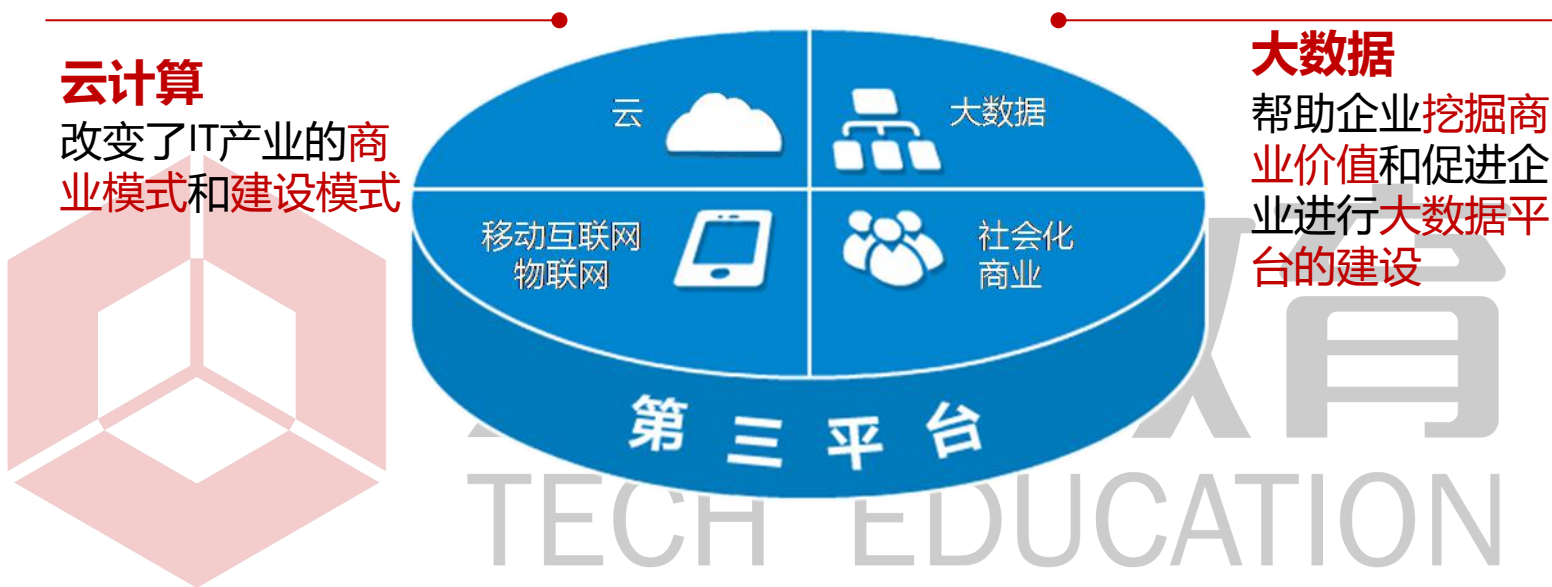 云计算
改变了IT产业的商
业模式和建设模式
云
大数据
移动互联网
物联网
社会化
商业
第三平台
大数据
帮助企业挖掘商
业价值和促进企
业进行大数据平
台的建设
育
TECH EDUCATION